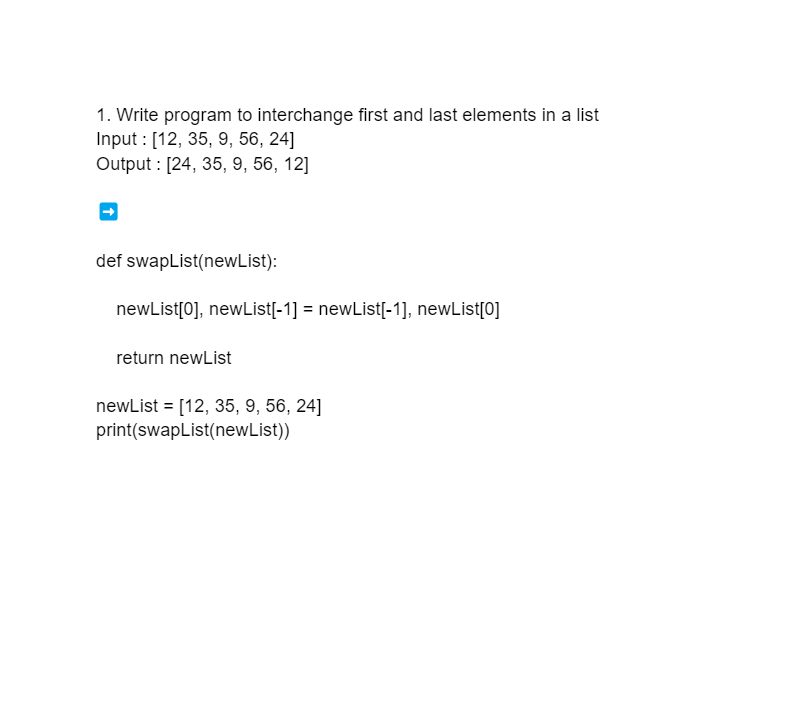 1. Write program to interchange first and last elements in a list
Input : [12, 35, 9, 56, 24]
Output : [24, 35, 9, 56, 12]
➡️
def swapList(newList):
newList[0], newList[-1] = newList[-1], newList[0]
return newList
newList = [12, 35, 9, 56, 24]
print(swapList(newList))